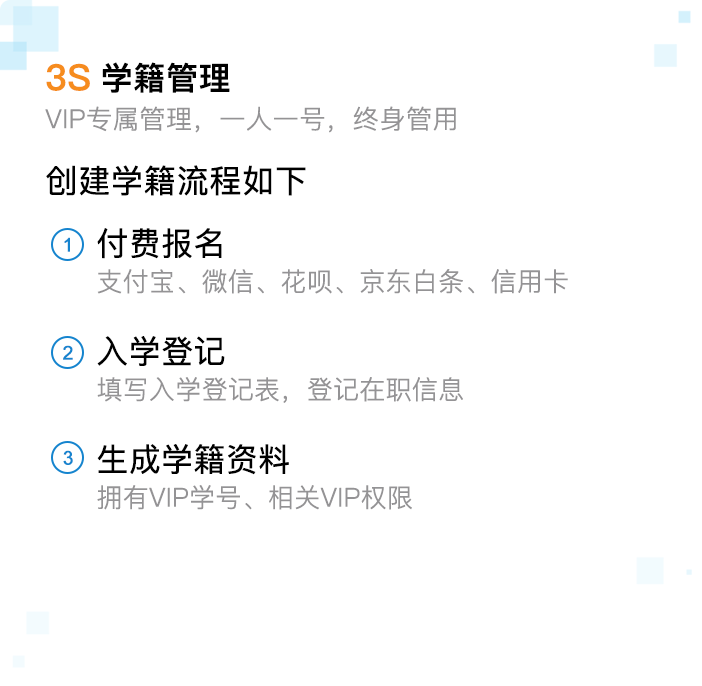 3S 学籍管理
VIP专属管理，一人一号，终身管用
创建学籍流程如下
1 付费报名
支付宝、微信、花呗、京东白条、信用卡
2 入学登记
填写入学登记表，登记在职信息
3 生成学籍资料
拥有VIP学号、相关VIP权限